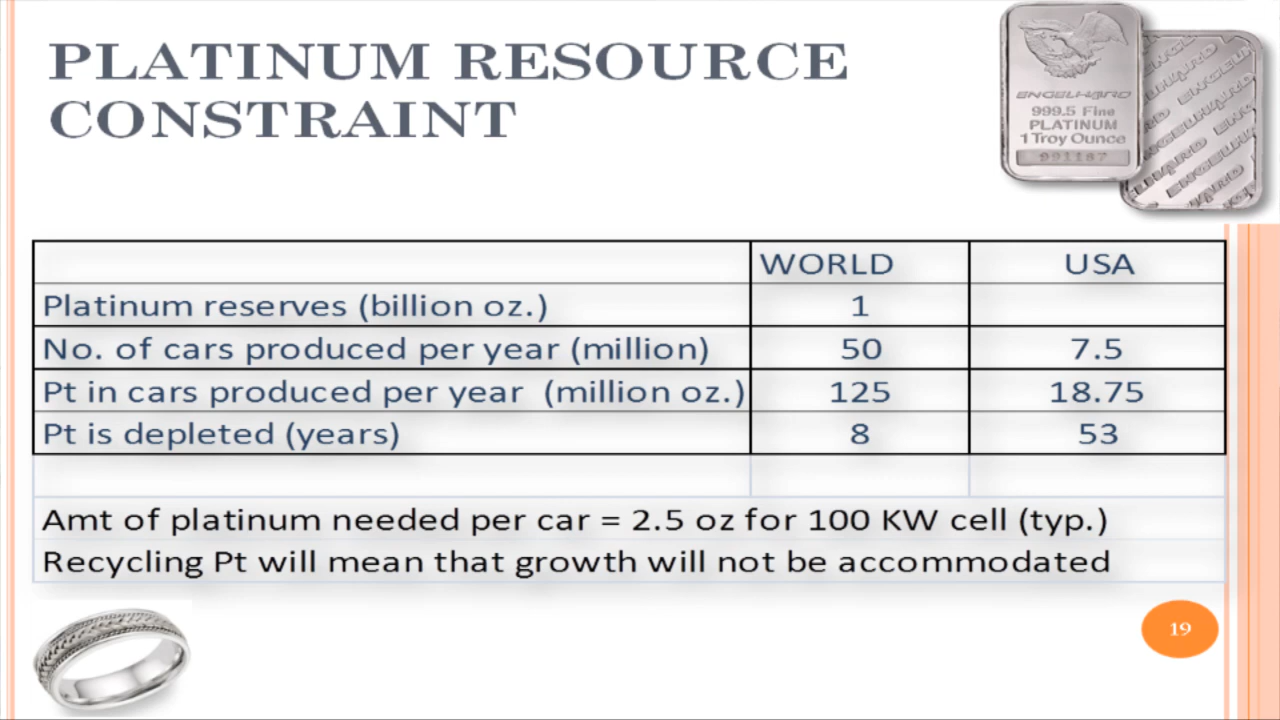 PLATINUM RESOURCE
CONSTRAINT
ENGELHARD
999.5 Fine
PLATINUM
1 Troy Ounce
WORLD USA
Platinum reserves (billion oz.) 1
No. of cars produced per year (million) 50 7.5
Pt in cars produced per year (million oz.) 125 18.75
Pt is depleted (years) 8 53
Amt of platinum needed per car = 2.5 oz for 100 KW cell (typ.)
Recycling Pt will mean that growth will not be accommodated
19